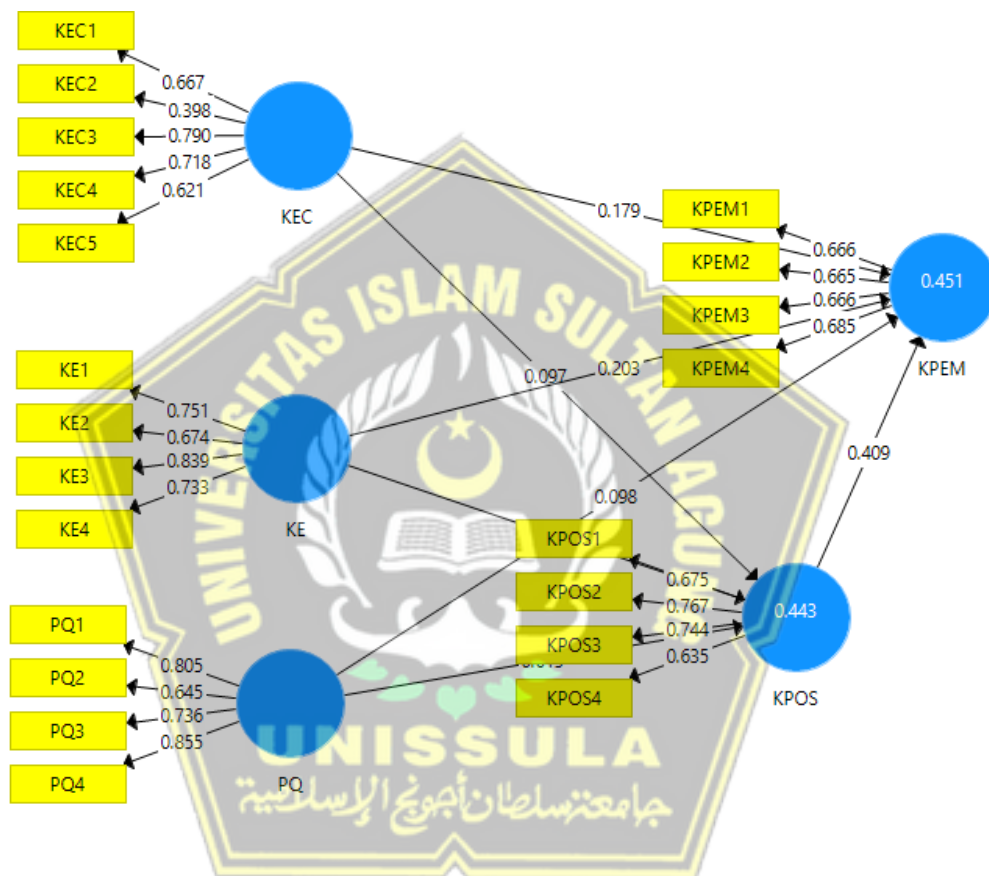 KEC1
KEC2
KEC3
KEC4
KEC5
0.667
0.398
0.790
0.718
0.621
KEC
KE1
KE2
KE3
KE4
0.751
0.674
0.839
0.733
KE
PQ1
PQ2
PQ3
PQ4
0.805
0.645
0.736
0.855
PQ
0.179
0.097
0.203
0.098
0.409
KPEM1
KPEM2
KPEM3
KPEM4
0.666
0.665
0.666
0.685
0.451
KPEM
KPOS1
KPOS2
KPOS3
KPOS4
0.675
0.767
0.744
0.635
0.443
KPOS
UNIVERSITAS ISLAM SULTAN AGUNG
UNISSULA
جامعتسلطان أجونج الإسلامية